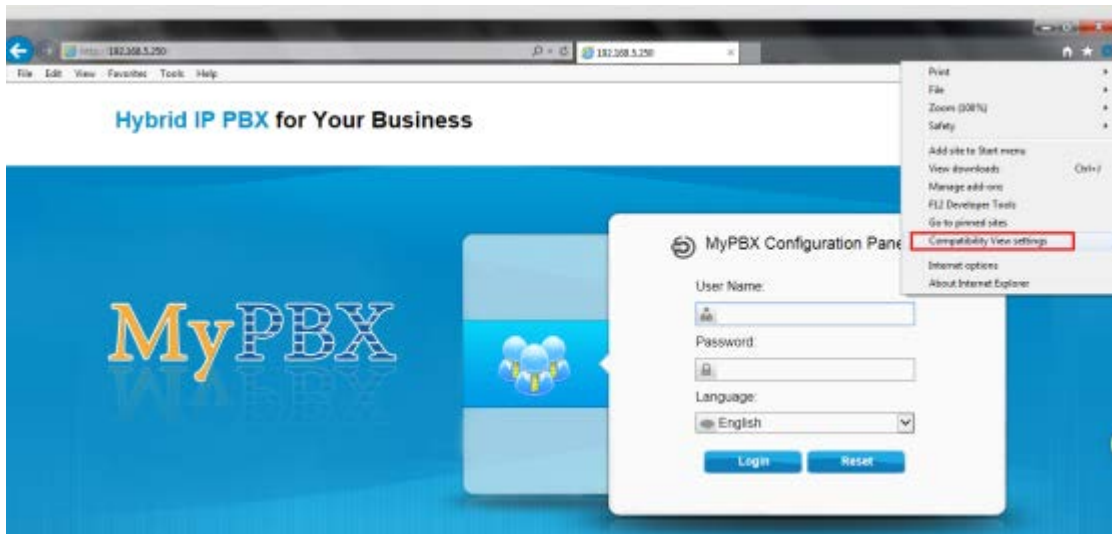 http://192.168.5.250
192.168.5.250
File Edit View Favorites Tools Help
Hybrid IP PBX for Your Business
Print
File
Zoom (100%)
Safety
Add site to Start menu
View downloads Ctrl+J
Manage add-ons
F12 Developer Tools
Go to pinned sites
Compatibility View settings
Internet options
About Internet Explorer
MyPBX
MyPBX Configuration Pane
User Name:
Password:
Language:
English
Login Reset